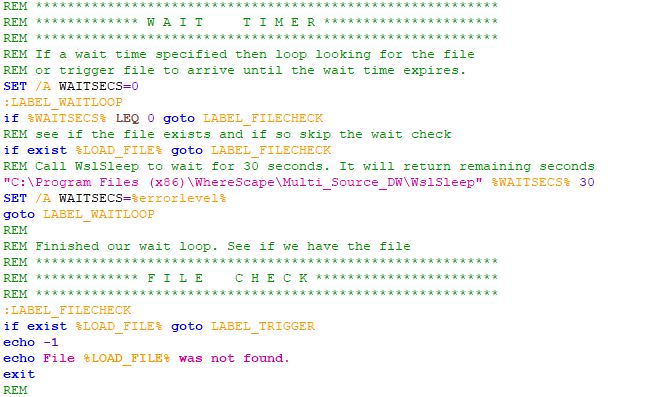 REM *********************************************************
REM ************* W A I T    T I M E R **********************
REM *********************************************************
REM If a wait time specified then loop looking for the file
REM or trigger file to arrive until the wait time expires.
SET /A WAITSECS=0
:LABEL_WAITLOOP
if %WAITSECS% LEQ 0 goto LABEL_FILECHECK
REM see if the file exists and if so skip the wait check
if exist %LOAD_FILE% goto LABEL_FILECHECK
REM Call WslSleep to wait for 30 seconds. It will return remaining seconds
"C:\Program Files (x86)\WhereScape\Multi_Source_DW\WslSleep" %WAITSECS% 30
SET /A WAITSECS=%errorlevel%
goto LABEL_WAITLOOP
REM
REM Finished our wait loop. See if we have the file
REM *********************************************************
REM ************* F I L E    C H E C K **********************
REM *********************************************************
:LABEL_FILECHECK
if exist %LOAD_FILE% goto LABEL_TRIGGER
echo -1
echo File %LOAD_FILE% was not found.
exit
REM